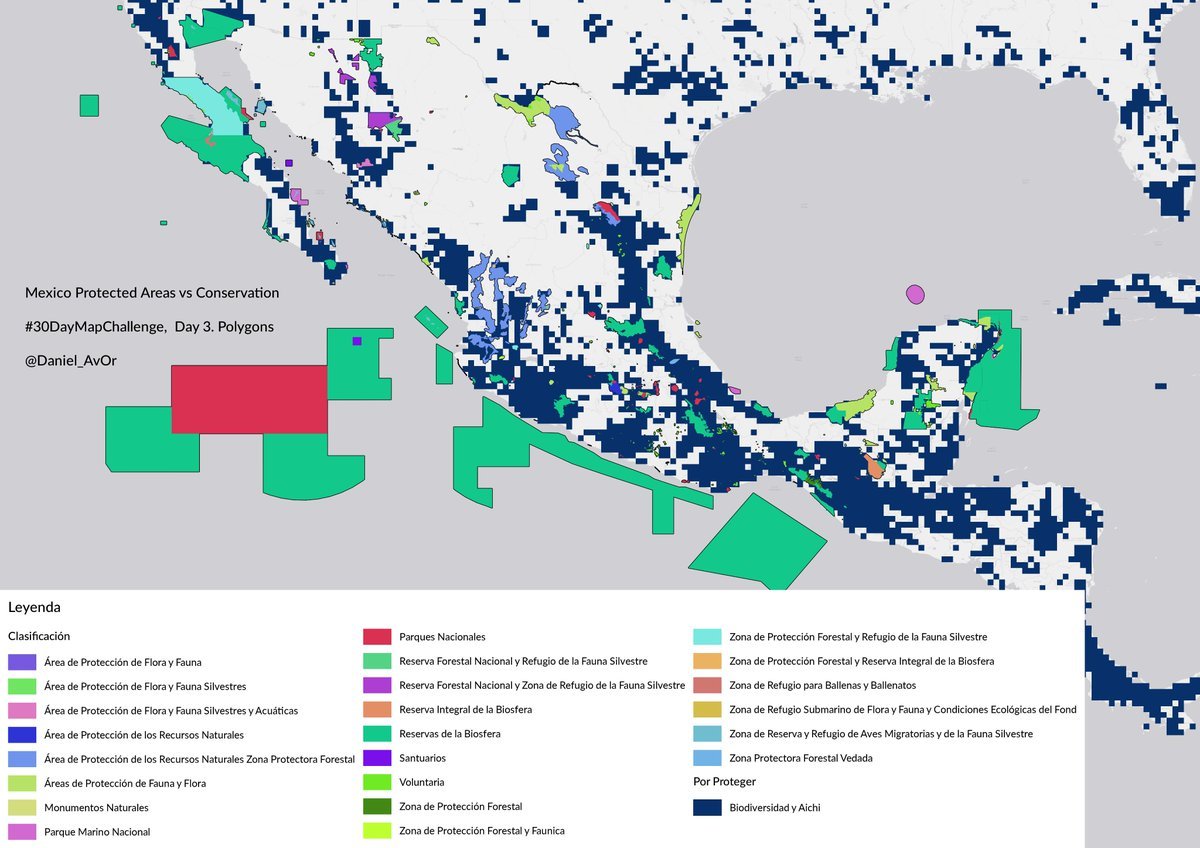 Mexico Protected Areas vs Conservation
#30DayMapChallenge,  Day 3. Polygons
@Daniel_AvOr
Leyenda
Clasificación
Área de Protección de Flora y Fauna
Área de Protección de Flora y Fauna Silvestres
Área de Protección de Flora y Fauna Silvestres y Acuáticas
Área de Protección de los Recursos Naturales
Área de Protección de los Recursos Naturales Zona Protectora Forestal
Áreas de Protección de Fauna y Flora
Monumentos Naturales
Parque Marino Nacional
Parques Nacionales
Reserva Forestal Nacional y Refugio de la Fauna Silvestre
Reserva Forestal Nacional y Zona de Refugio de la Fauna Silvestre
Reserva Integral de la Biosfera
Reservas de la Biosfera
Santuarios
Voluntaria
Zona de Protección Forestal
Zona de Protección Forestal y Faunica
Zona de Protección Forestal y Refugio de la Fauna Silvestre
Zona de Protección Forestal y Reserva Integral de la Biosfera
Zona de Refugio para Ballenas y Ballenatos
Zona de Refugio Submarino de Flora y Fauna y Condiciones Ecológicas del Fond
Zona de Reserva y Refugio de Aves Migratorias y de la Fauna Silvestre
Zona Protectora Forestal Vedada
Por Proteger
Biodiversidad y Aichi